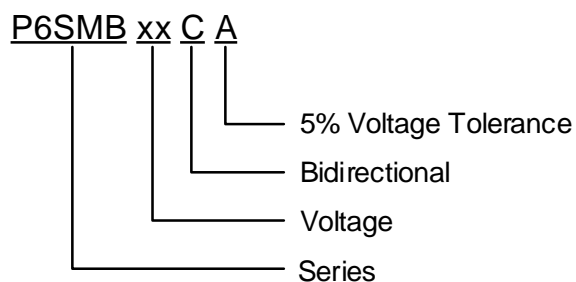 P6SMB xx C A
5% Voltage Tolerance
Bidirectional
Voltage
Series